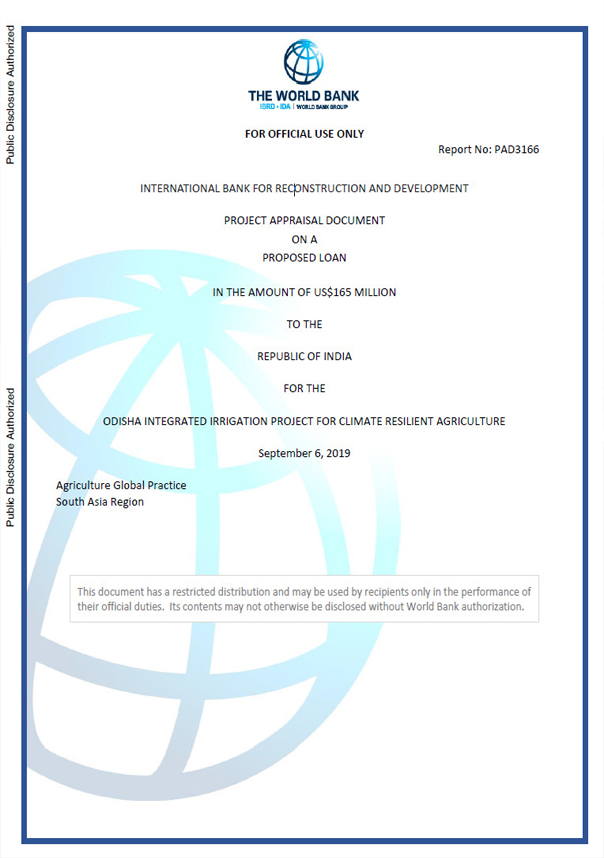 Public Disclosure Authorized
Public Disclosure Authorized
THE WORLD BANK
IBRD • IDA | WORLD BANK GROUP
FOR OFFICIAL USE ONLY
Report No: PAD3166
INTERNATIONAL BANK FOR RECONSTRUCTION AND DEVELOPMENT
PROJECT APPRAISAL DOCUMENT
ON A
PROPOSED LOAN
IN THE AMOUNT OF US$165 MILLION
TO THE
REPUBLIC OF INDIA
FOR THE
ODISHA INTEGRATED IRRIGATION PROJECT FOR CLIMATE RESILIENT AGRICULTURE
September 6, 2019
Agriculture Global Practice
South Asia Region
This document has a restricted distribution and may be used by recipients only in the performance of
their official duties. Its contents may not otherwise be disclosed without World Bank authorization.